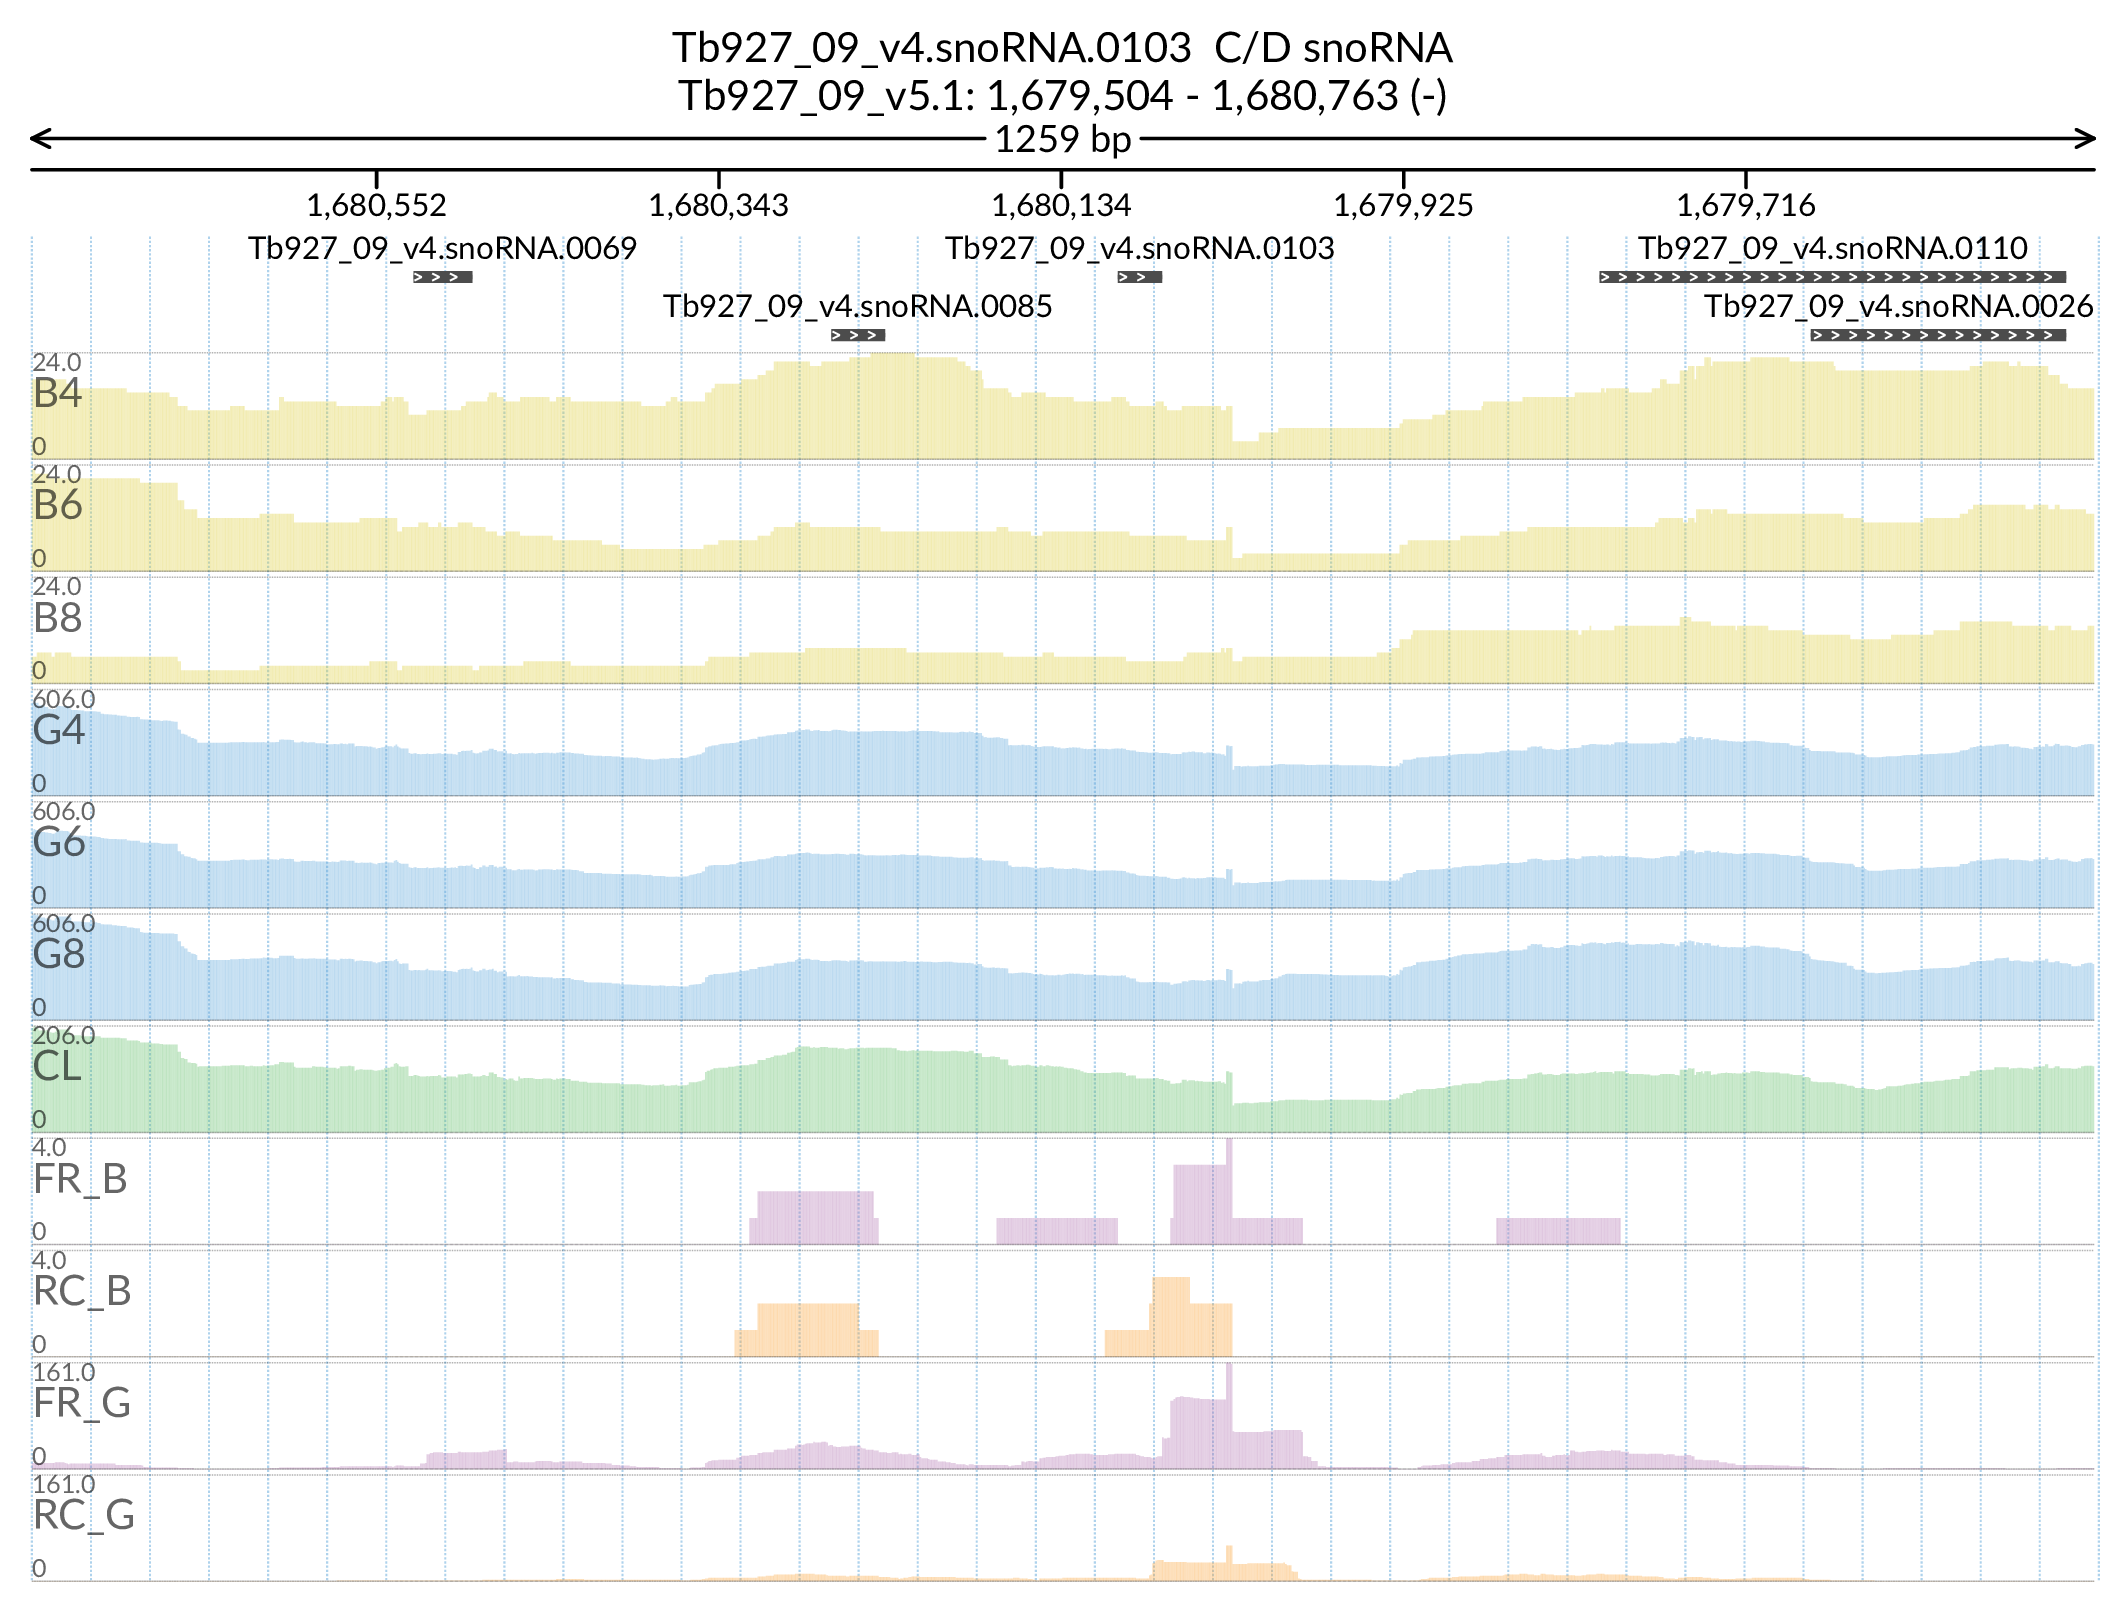 Tb927_09_v4.snoRNA.0103  C/D snoRNA
Tb927_09_v5.1: 1,679,504 - 1,680,763 (-)
1259 bp
1,680,552 1,680,343 1,680,134 1,679,925 1,679,716
Tb927_09_v4.snoRNA.0069 Tb927_09_v4.snoRNA.0103 Tb927_09_v4.snoRNA.0110
Tb927_09_v4.snoRNA.0085 Tb927_09_v4.snoRNA.0026
24.0
B4
0
24.0
B6
0
24.0
B8
0
606.0
G4
0
606.0
G6
0
606.0
G8
0
206.0
CL
0
4.0
FR_B
0
4.0
RC_B
0
161.0
FR_G
0
161.0
RC_G
0